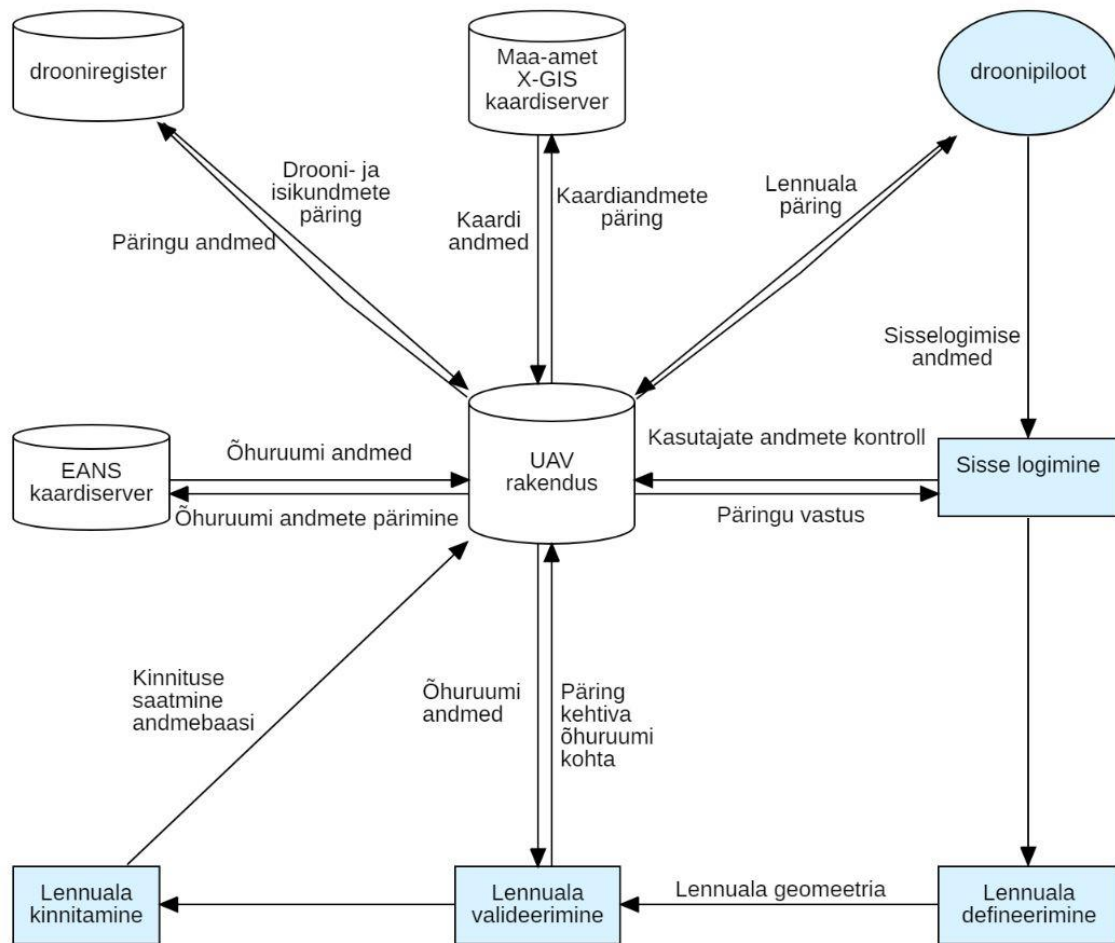 drooniregister
Maa-amet
X-GIS
kaardiserver
droonipiloot
Drooni- ja
isikundmete
päring
Päringu andmed
Kaardi
andmed
Kaardiandmete
päring
Lennuala
päring
Sisselogimise
andmed
EANS
kaardiserver
Õhuruumi andmed
Õhuruumi andmete pärimine
UAV
rakendus
Kasutajate andmete kontroll
Päringu vastus
Sisse logimine
Kinnituse
saatmine
andmebaasi
Õhuruumi
andmed
Päring
kehtiva
õhuruumi
kohta
Lennuala
kinnitamine
Lennuala
valideerimine
Lennuala geomeetria
Lennuala
defineerimine